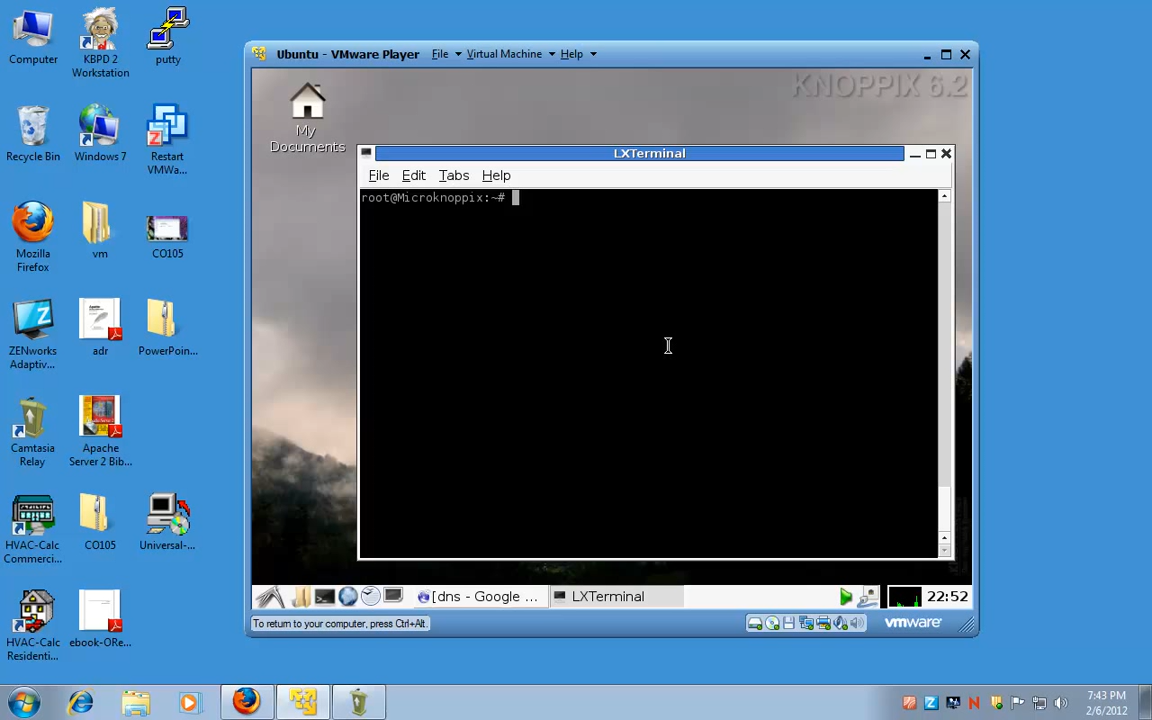 Computer
KBPD 2
Workstation
putty
Recycle Bin
Windows 7
Restart
VMWa...
Mozilla
Firefox
vm
CO105
ZENworks
Adaptiv...
adr
PowerPoin...
Camtasia
Relay
Apache
Server 2 Bib...
HVAC-Calc
Commerci...
CO105
Universal-...
HVAC-Calc
Residenti...
ebook-ORe...
Ubuntu - VMware Player File Virtual Machine Help
KNOPPIX 6.2
My
Documents
LXTerminal
File Edit Tabs Help
root@Microknoppix:~#
[dns - Google ... LXTerminal 22:52
To return to your computer, press Ctrl+Alt.
vmware
7:43 PM
2/6/2012